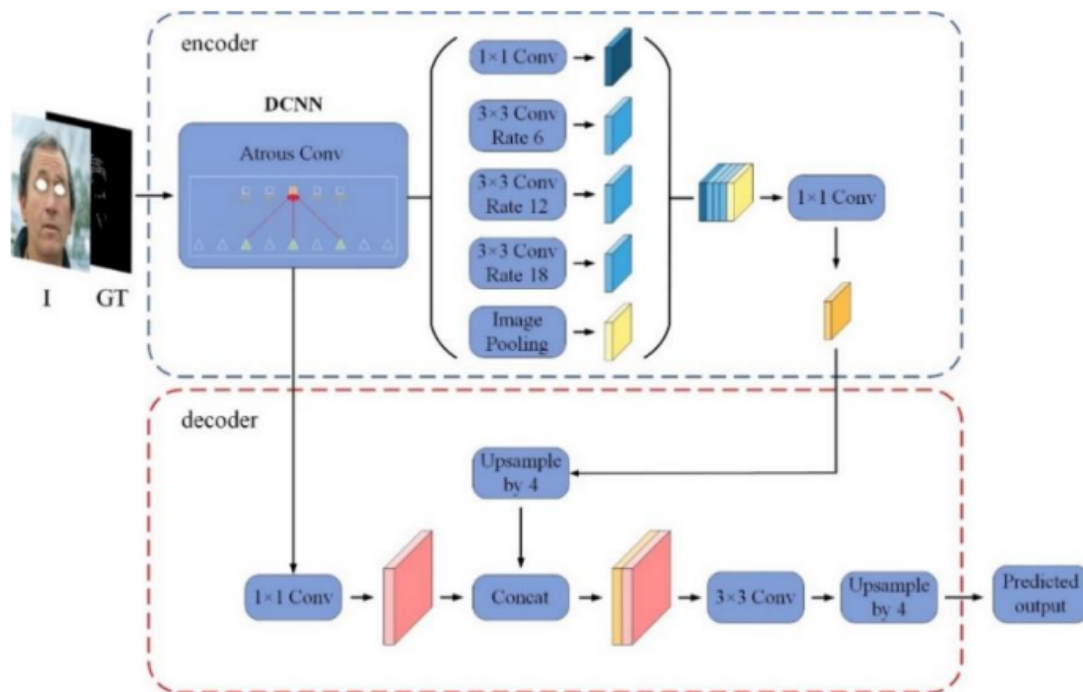 encoder
DCNN
Atrous Conv
1×1 Conv
3×3 Conv
Rate 6
3×3 Conv
Rate 12
3×3 Conv
Rate 18
Image
Pooling
1×1 Conv
I
GT
decoder
Upsample
by 4
1×1 Conv
Concat
3×3 Conv
Upsample
by 4
Predicted
output